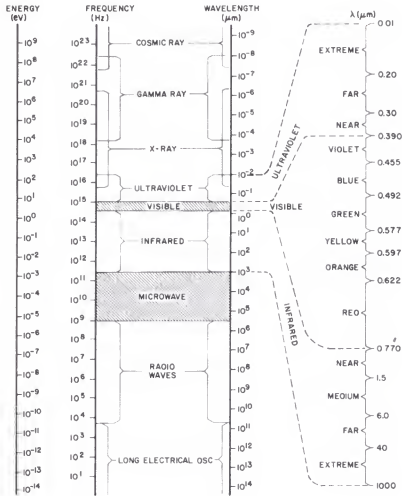 ENERGY
(eV)
10⁹
10⁸
10⁷
10⁶
10⁵
10⁴
10³
10²
10¹
10⁰
10⁻¹
10⁻²
10⁻³
10⁻⁴
10⁻⁵
10⁻⁶
10⁻⁷
10⁻⁸
10⁻⁹
10⁻¹⁰
10⁻¹¹
10⁻¹²
10⁻¹³
10⁻¹⁴
FREQUENCY
(Hz)
10²³
10²²
10²¹
10²⁰
10¹⁹
10¹⁸
10¹⁷
10¹⁶
10¹⁵
10¹⁴
10¹³
10¹²
10¹¹
10¹⁰
10⁹
10⁸
10⁷
10⁶
10⁵
10⁴
10³
10²
10¹
COSMIC RAY
GAMMA RAY
X-RAY
ULTRAVIOLET
VISIBLE
INFRARED
MICROWAVE
RADIO
WAVES
LONG ELECTRICAL OSC
WAVELENGTH
(μm)
10⁻⁹
10⁻⁸
10⁻⁷
10⁻⁶
10⁻⁵
10⁻⁴
10⁻³
10⁻²
10⁻¹
10⁰
10¹
10²
10³
10⁴
10⁵
10⁶
10⁷
10⁸
10⁹
10¹⁰
10¹¹
10¹²
10¹³
10¹⁴
ULTRAVIOLET
VISIBLE
INFRARED
λ (μm)
0.01
EXTREME
0.20
FAR
0.30
NEAR
0.390
VIOLET
0.455
BLUE
0.492
GREEN
0.577
YELLOW
0.597
ORANGE
0.622
RED
0.770
NEAR
1.5
MEDIUM
6.0
FAR
40
EXTREME
1000